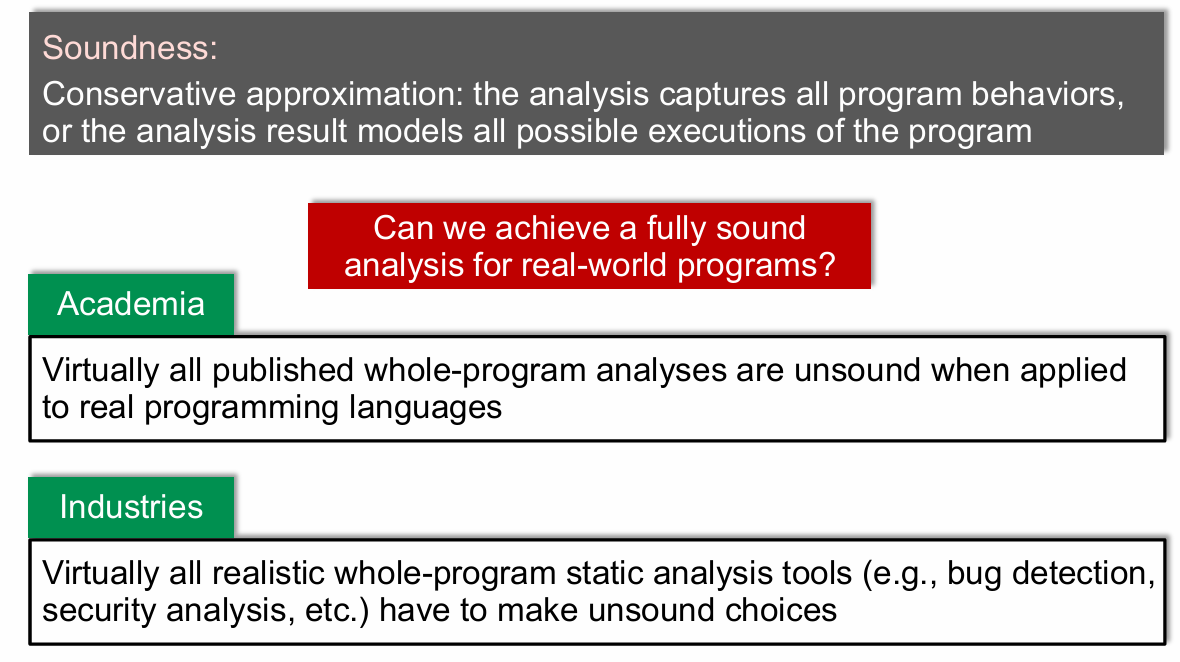 Soundness:
Conservative approximation: the analysis captures all program behaviors,
or the analysis result models all possible executions of the program
Can we achieve a fully sound
analysis for real-world programs?
Academia
Virtually all published whole-program analyses are unsound when applied
to real programming languages
Industries
Virtually all realistic whole-program static analysis tools (e.g., bug detection,
security analysis, etc.) have to make unsound choices